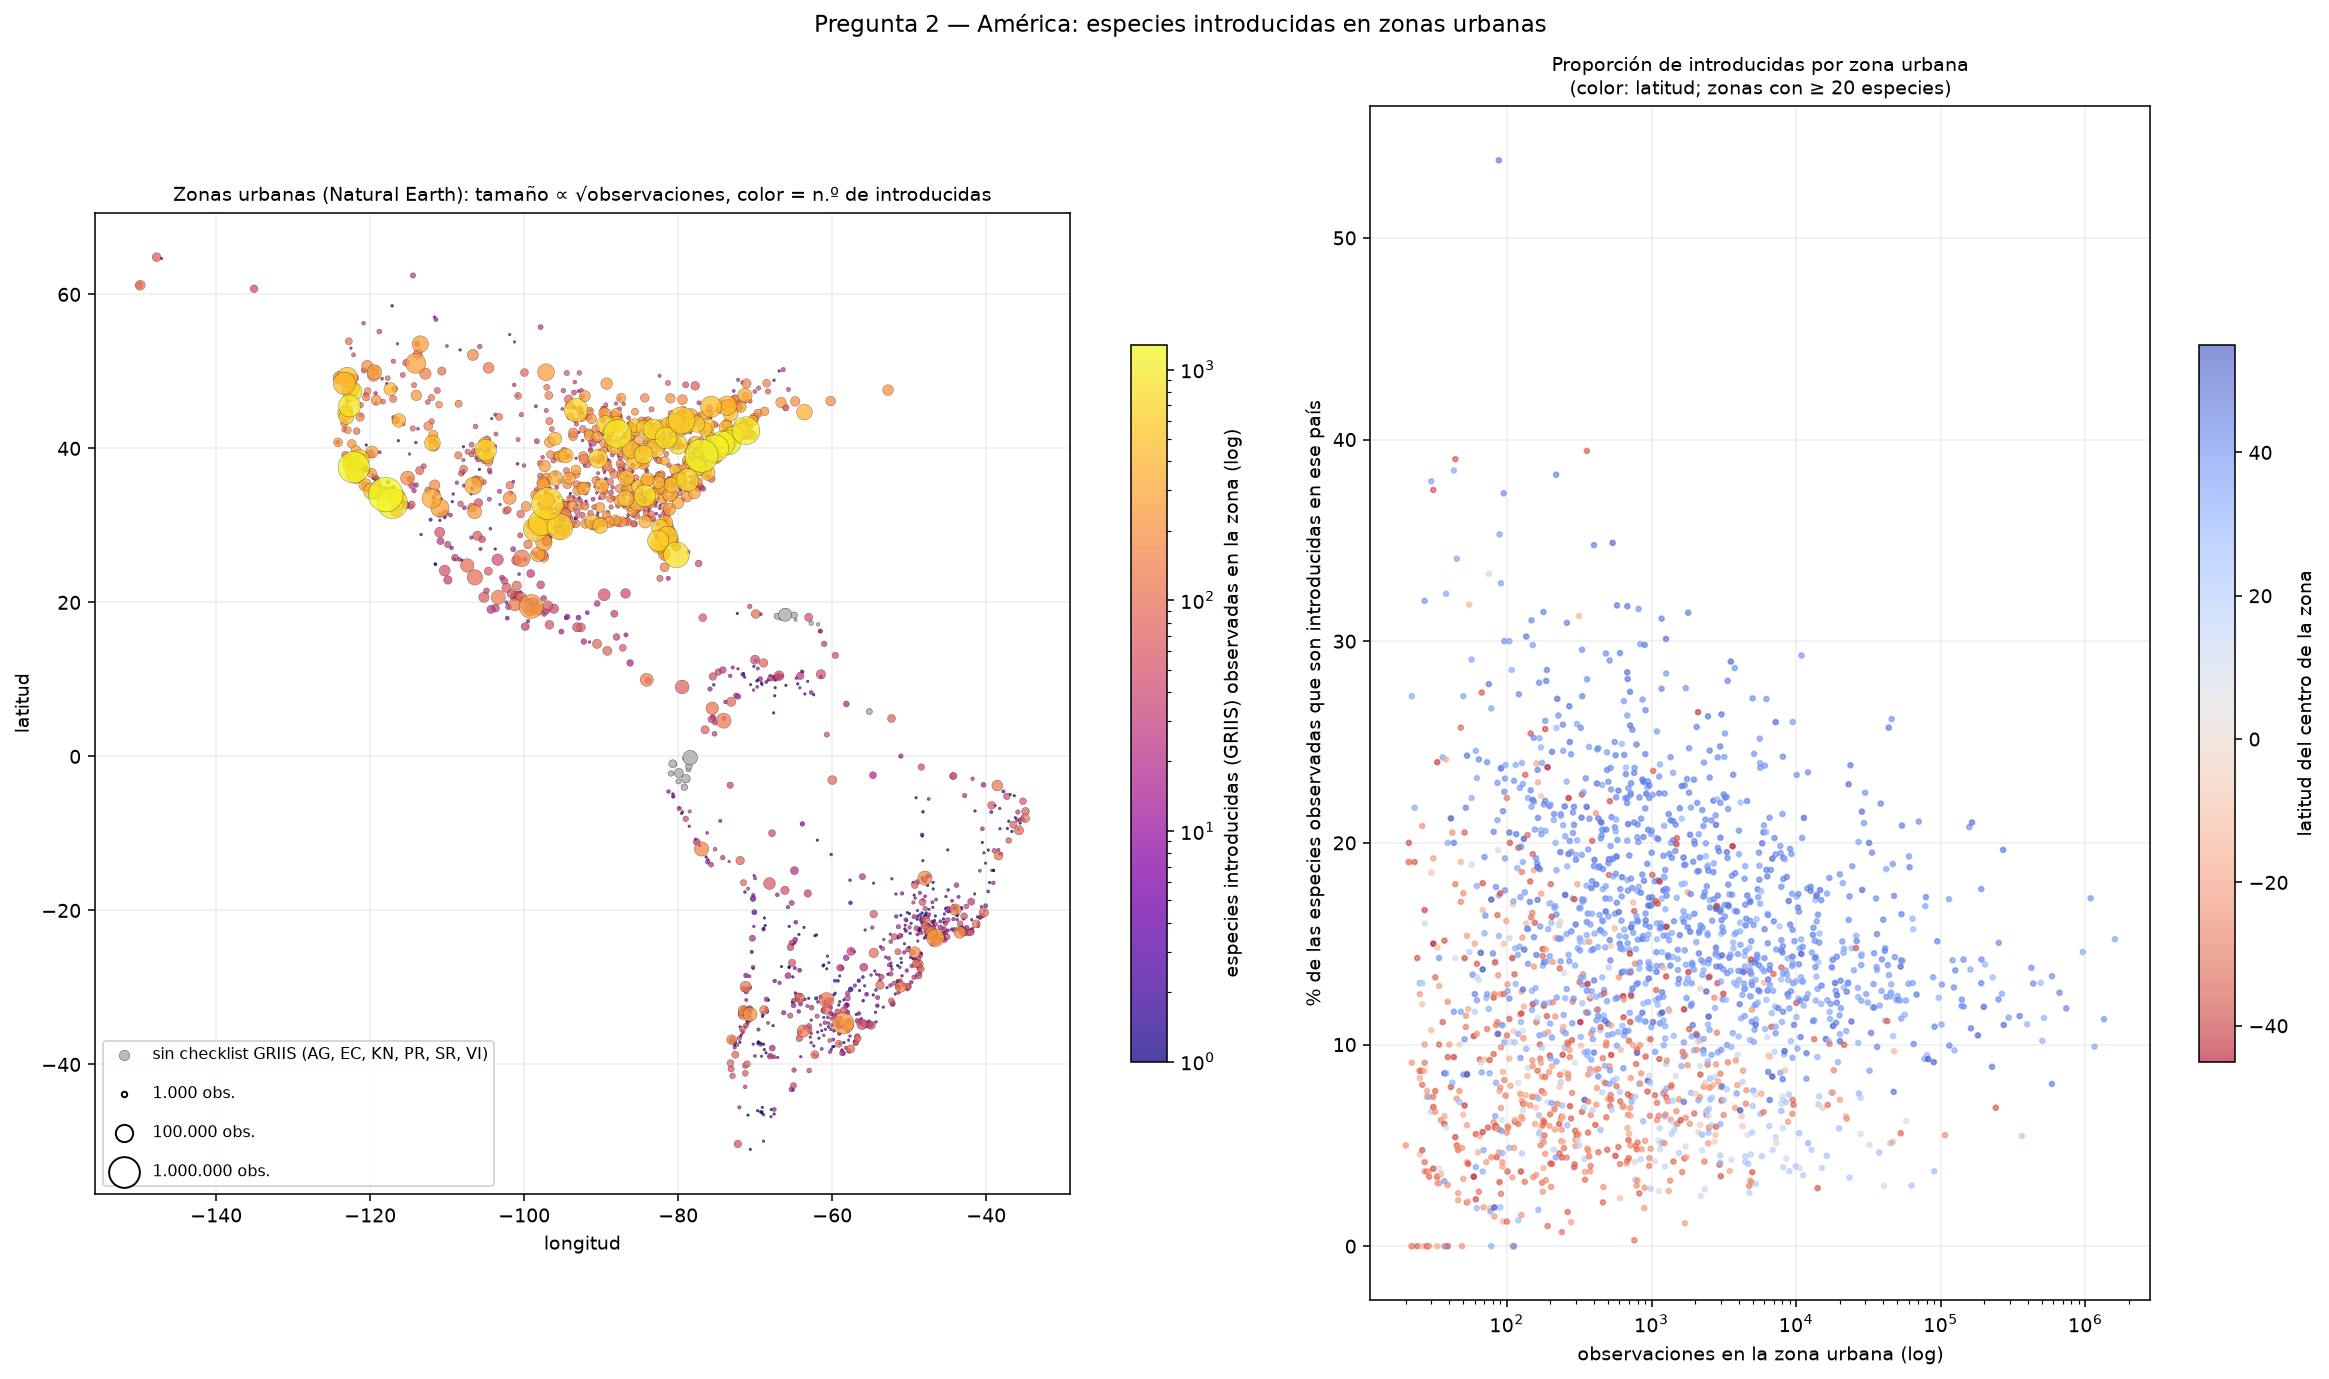 Pregunta 2 — América: especies introducidas en zonas urbanas
Zonas urbanas (Natural Earth): tamaño ∝ √observaciones, color = n.º de introducidas
latitud
60
40
20
0
−20
−40
−140
−120
−100
−80
−60
−40
longitud
sin checklist GRIIS (AG, EC, KN, PR, SR, VI)
1.000 obs.
100.000 obs.
1.000.000 obs.
10³
10²
10¹
10⁰
especies introducidas (GRIIS) observadas en la zona (log)
Proporción de introducidas por zona urbana
(color: latitud; zonas con ≥ 20 especies)
% de las especies observadas que son introducidas en ese país
50
40
30
20
10
0
10²
10³
10⁴
10⁵
10⁶
observaciones en la zona urbana (log)
40
20
0
−20
−40
latitud del centro de la zona